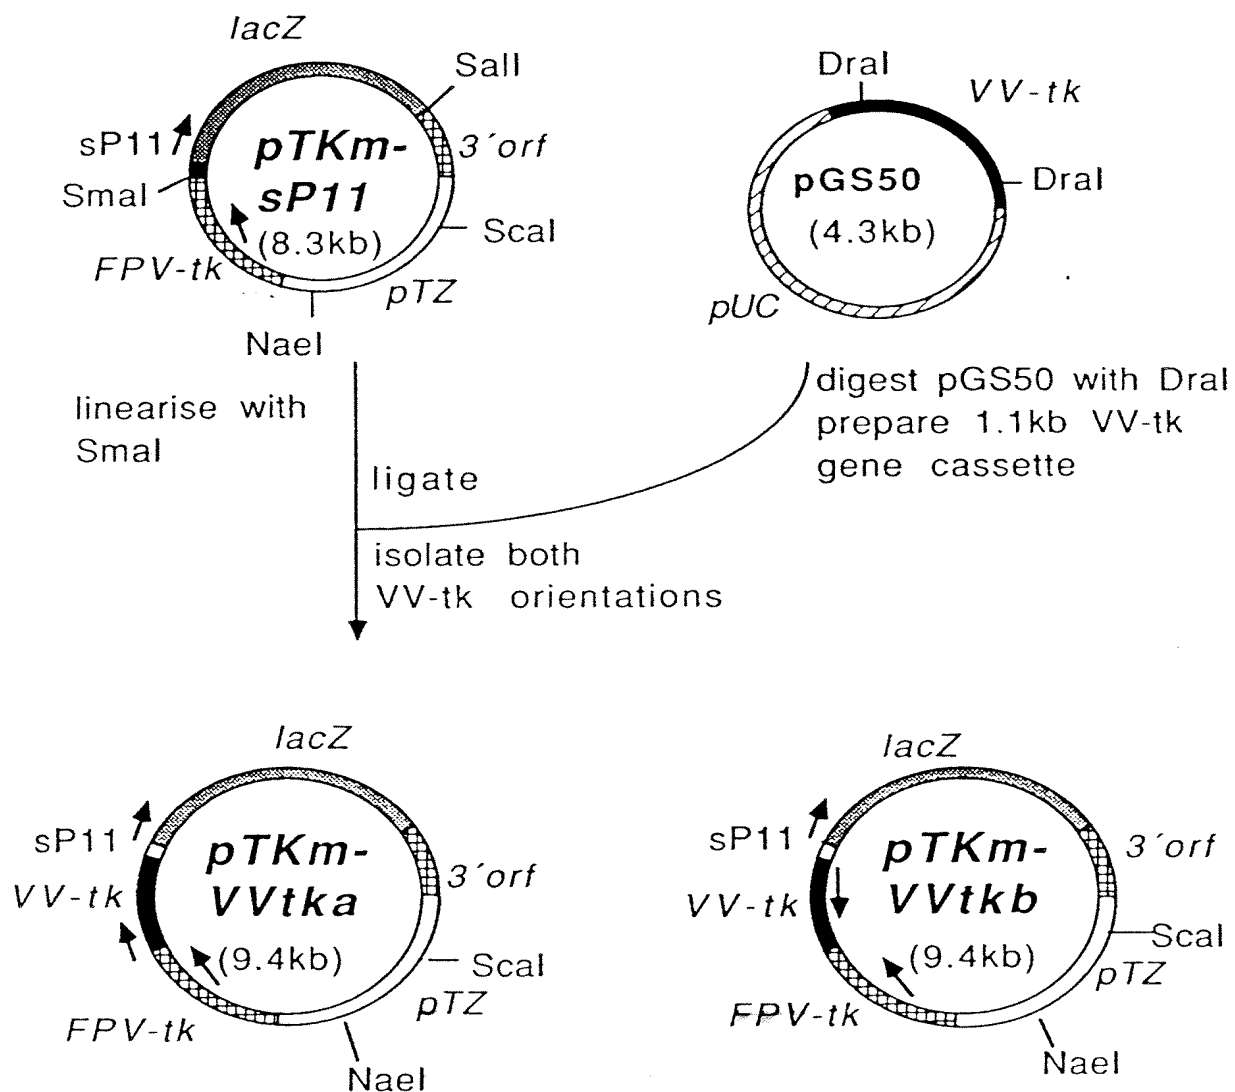 lacZ
SalI
sP11
pTKm-
sP11
(8.3kb)
3´orf
SmaI
ScaI
FPV-tk
pTZ
NaeI
DraI
VV-tk
pGS50
(4.3kb)
DraI
pUC
linearise with
SmaI
digest pGS50 with DraI
prepare 1.1kb VV-tk
gene cassette
ligate
isolate both
VV-tk orientations
lacZ
sP11
pTKm-
VVtka
(9.4kb)
3´orf
VV-tk
ScaI
pTZ
FPV-tk
NaeI
lacZ
sP11
pTKm-
VVtkb
(9.4kb)
3´orf
VV-tk
ScaI
pTZ
FPV-tk
NaeI